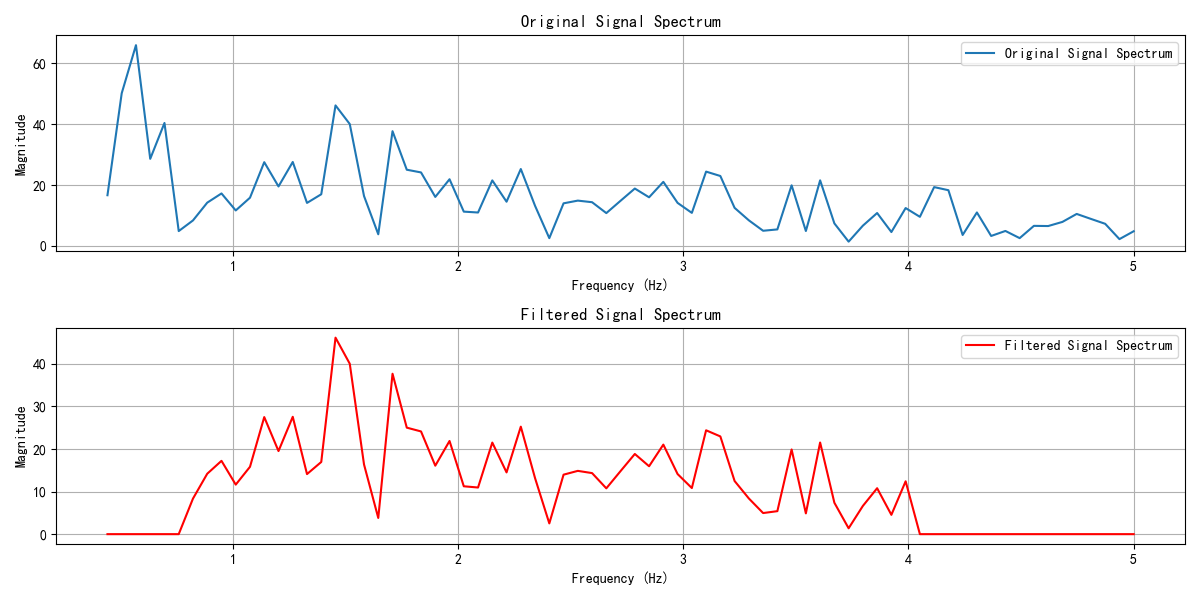 Original Signal Spectrum
Original Signal Spectrum
Magnitude
60
40
20
0
1 2 3 4 5
Frequency (Hz)
Filtered Signal Spectrum
Filtered Signal Spectrum
Magnitude
40
30
20
10
0
1 2 3 4 5
Frequency (Hz)